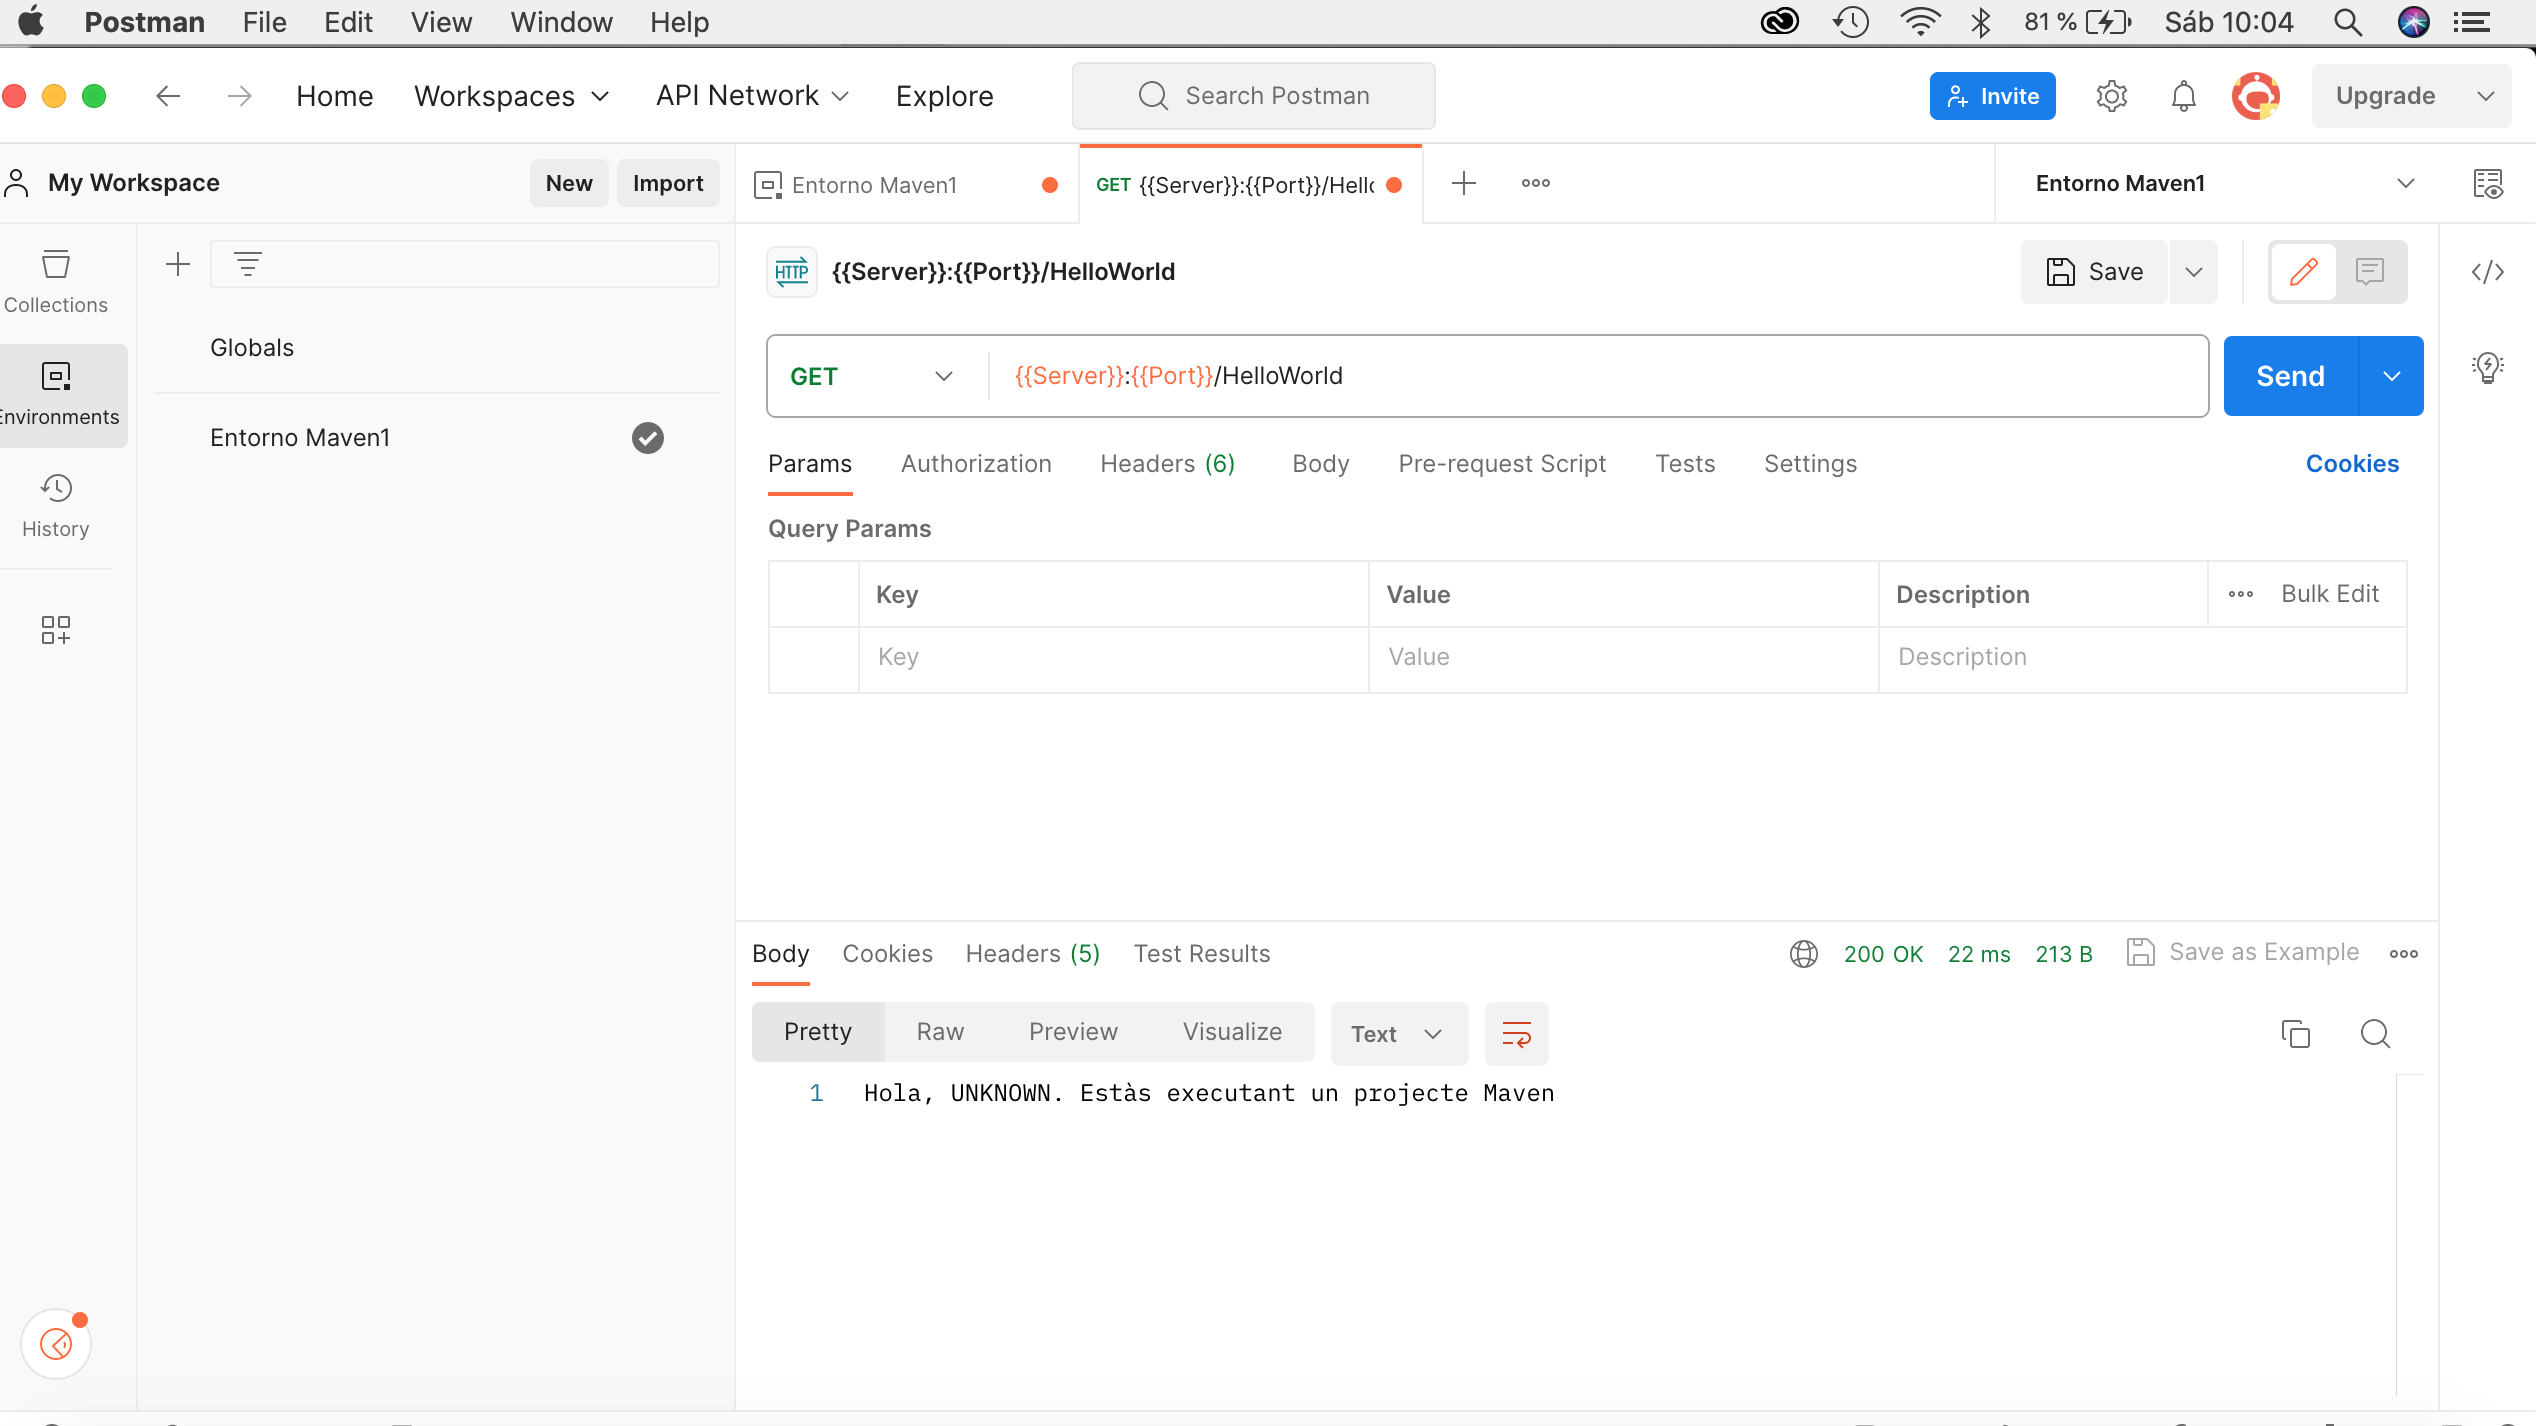 Postman File Edit View Window Help 81 % Sáb 10:04
Home Workspaces API Network Explore Search Postman Invite Upgrade
My Workspace New Import Entorno Maven1 GET {{Server}}:{{Port}}/Hello Entorno Maven1
Collections
Environments
History
Globals
Entorno Maven1
HTTP {{Server}}:{{Port}}/HelloWorld Save
GET {{Server}}:{{Port}}/HelloWorld Send
Params Authorization Headers (6) Body Pre-request Script Tests Settings Cookies
Query Params
Key Value Description Bulk Edit
Key Value Description
Body Cookies Headers (5) Test Results 200 OK 22 ms 213 B Save as Example
Pretty Raw Preview Visualize Text
1 Hola, UNKNOWN. Estàs executant un projecte Maven